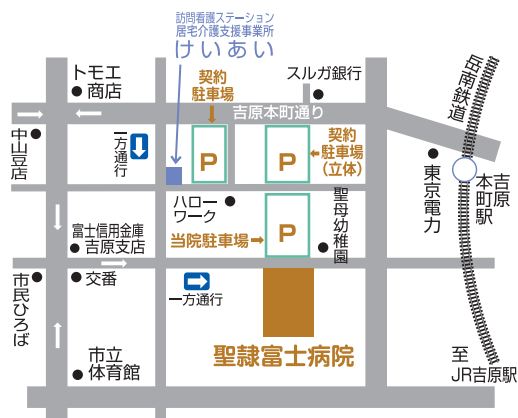 訪問看護ステーション
居宅介護支援事業所
けいあい
トモエ
商店
契約
駐車場
スルガ銀行
岳南鉄道
吉原本町通り
中山豆店
一方通行
P
P
契約
駐車場
(立体)
東京電力
吉原
本町駅
ハロー
ワーク
聖母幼稚園
富士信用金庫
吉原支店
当院駐車場
P
市民ひろば
交番
一方通行
市立
体育館
聖隷富士病院
至
JR吉原駅